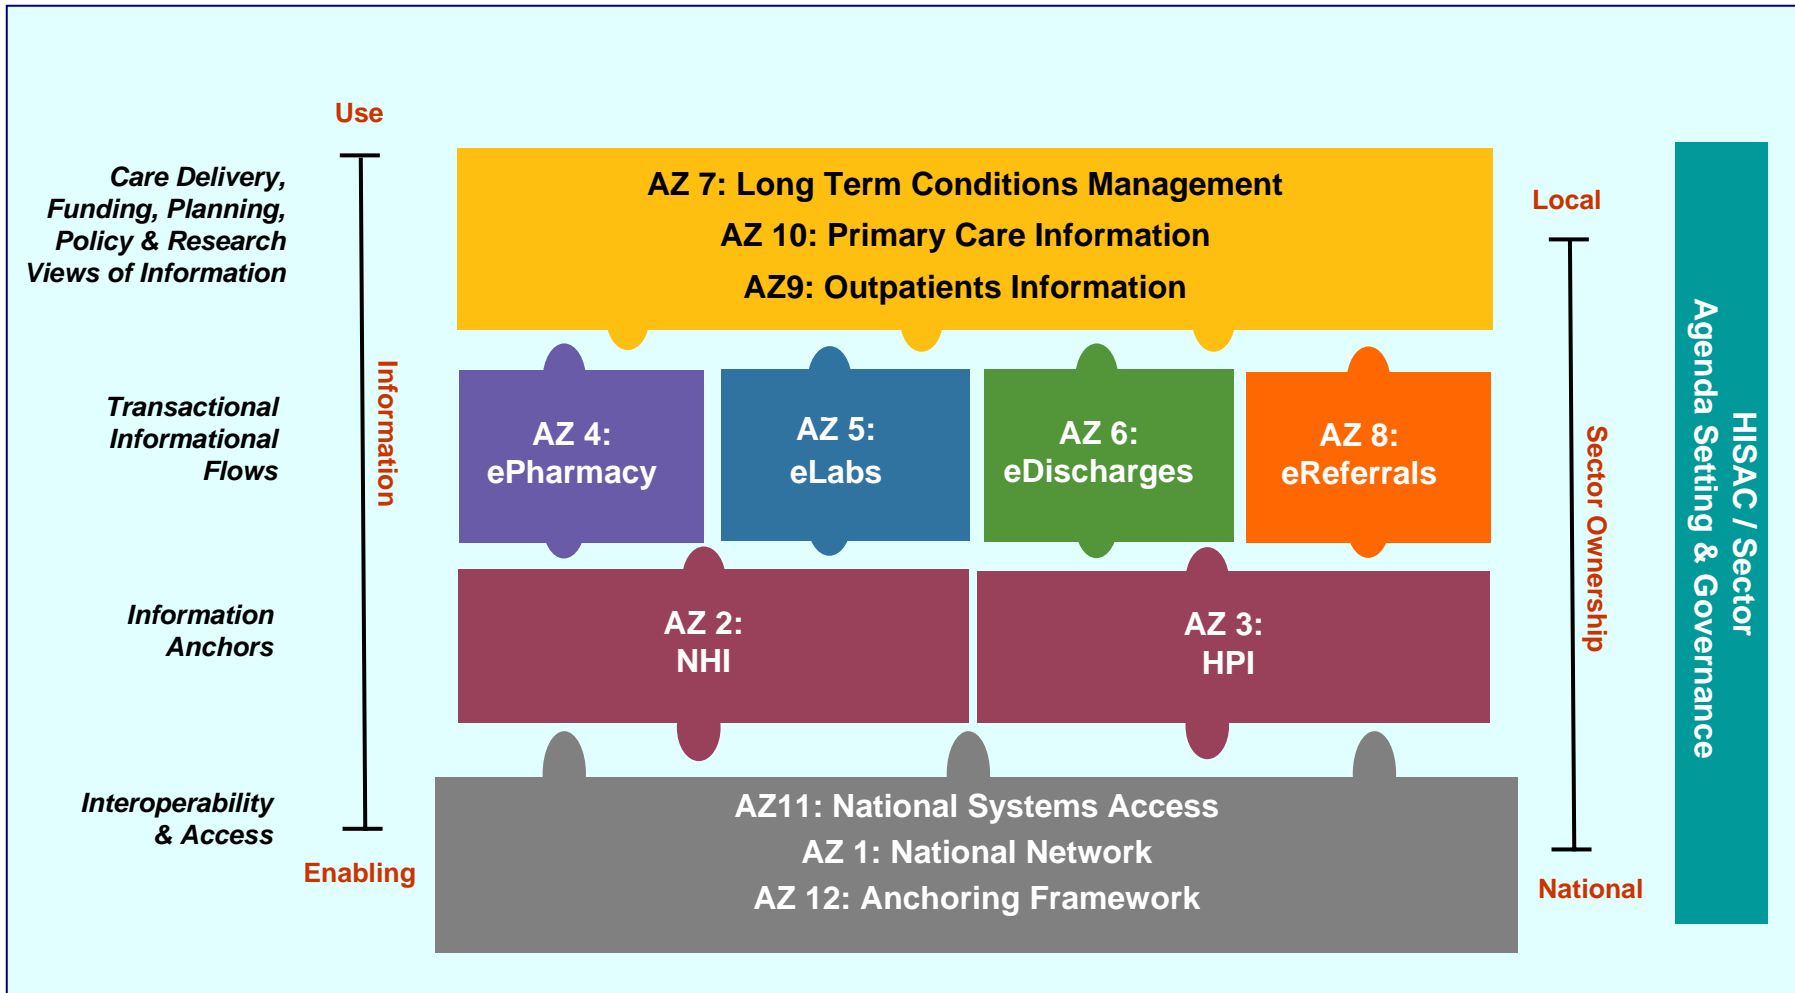 Use
Care Delivery,
Funding, Planning,
Policy & Research
Views of Information
AZ 7: Long Term Conditions Management
AZ 10: Primary Care Information
AZ9: Outpatients Information
Local
Information
Transactional
Informational
Flows
AZ 4:
ePharmacy
AZ 5:
eLabs
AZ 6:
eDischarges
AZ 8:
eReferrals
Sector Ownership
HISAC / Sector
Agenda Setting & Governance
Information
Anchors
AZ 2:
NHI
AZ 3:
HPI
Interoperability
& Access
Enabling
AZ11: National Systems Access
AZ 1: National Network
AZ 12: Anchoring Framework
National